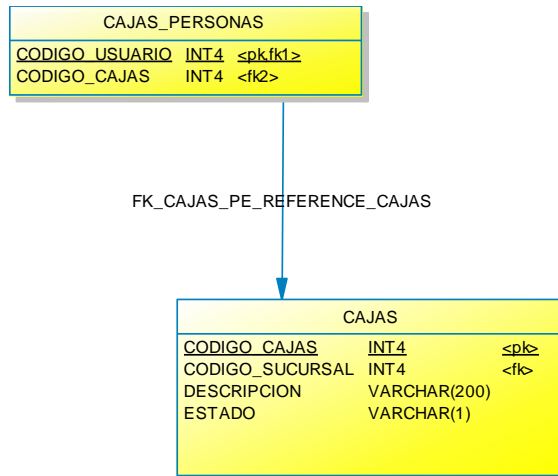 CAJAS_PERSONAS
CODIGO_USUARIO INT4 <pk,fk1>
CODIGO_CAJAS INT4 <fk2>
FK_CAJAS_PE_REFERENCE_CAJAS
CAJAS
CODIGO_CAJAS INT4 <pk>
CODIGO_SUCURSAL INT4 <fk>
DESCRIPCION VARCHAR(200)
ESTADO VARCHAR(1)